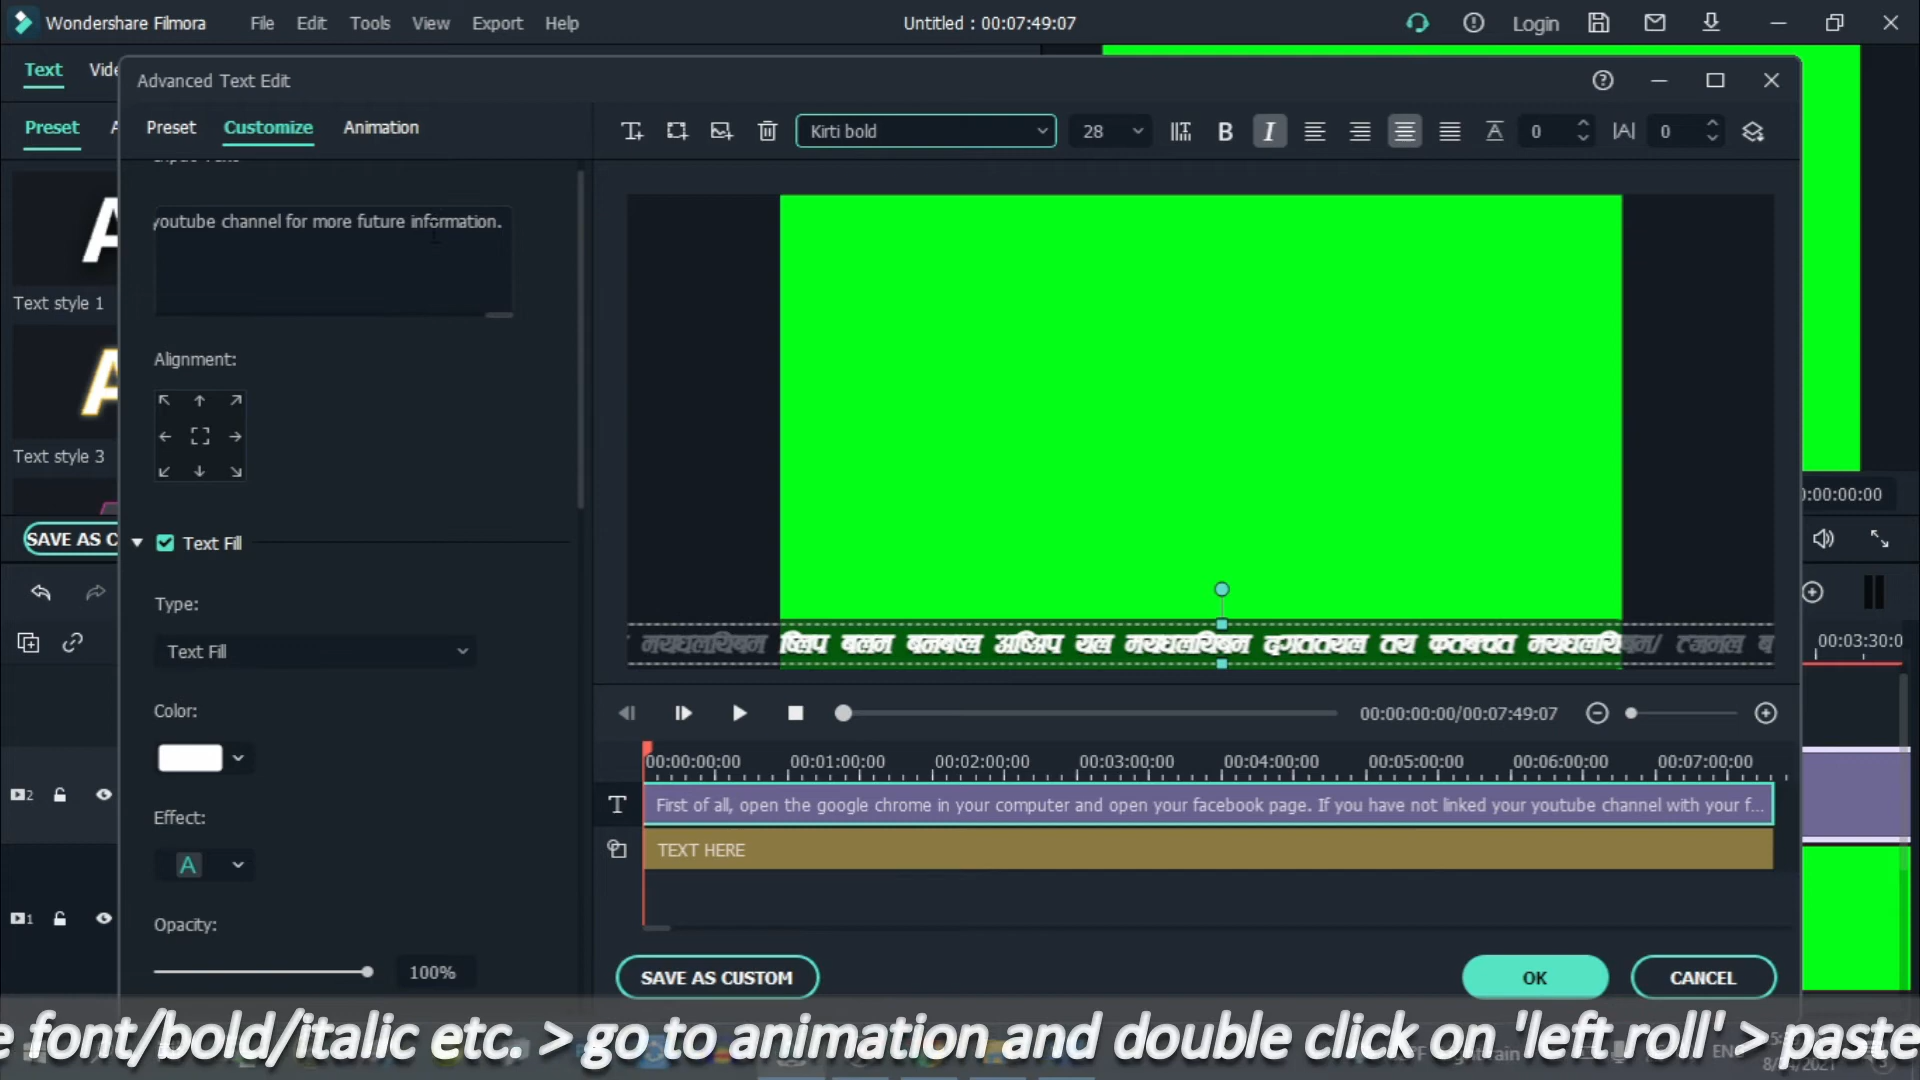 Wondershare Filmora File Edit Tools View Export Help Untitled : 00:07:49:07 Login
Text
Advanced Text Edit
Preset
Preset Customize Animation Kirti bold 28 0 0
youtube channel for more future information.
Text style 1
Alignment:
Text style 3
SAVE AS C
Text Fill
Type:
Text Fill
00:03:30:0
Color:
00:00:00:00/00:07:49:07
00:00:00:00 00:01:00:00 00:02:00:00 00:03:00:00 00:04:00:00 00:05:00:00 00:06:00:00 00:07:00:00
First of all, open the google chrome in your computer and open your facebook page. If you have not linked your youtube channel with your f...
Effect:
TEXT HERE
Opacity:
100%
SAVE AS CUSTOM OK CANCEL
font/bold/italic etc. > go to animation and double click on 'left roll' > paste